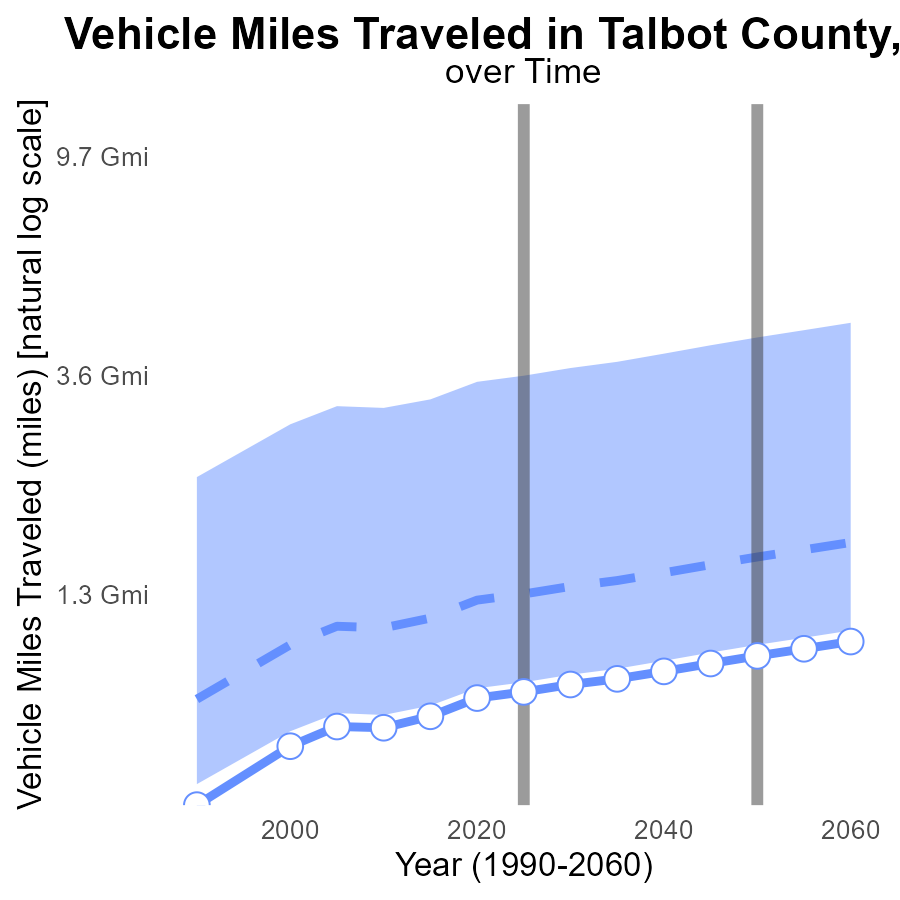 Vehicle Miles Traveled in Talbot County,
over Time
Vehicle Miles Traveled (miles) [natural log scale]
9.7 Gmi
3.6 Gmi
1.3 Gmi
2000
2020
2040
2060
Year (1990-2060)